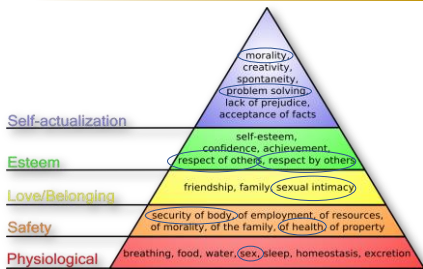 morality,
creativity,
spontaneity,
problem solving,
lack of prejudice,
acceptance of facts
Self-actualization
self-esteem,
confidence, achievement,
respect of others, respect by others
Esteem
friendship, family, sexual intimacy
Love/Belonging
security of body, of employment, of resources,
of morality, of the family, of health, of property
Safety
breathing, food, water, sex, sleep, homeostasis, excretion
Physiological